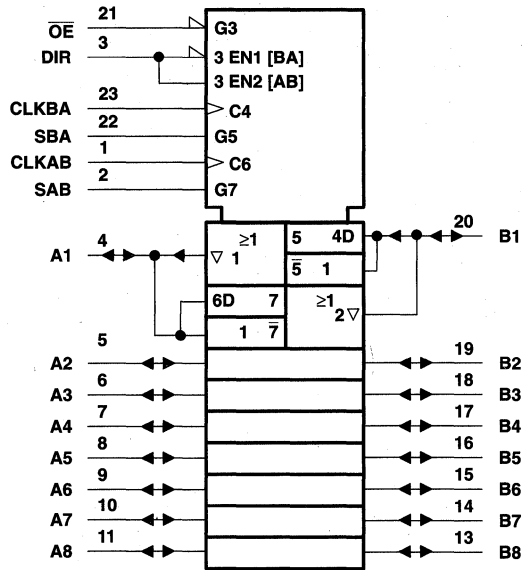 21
OE G3
3
DIR 3 EN1 [BA]
3 EN2 [AB]
23
CLKBA C4
22
SBA G5
1
CLKAB C6
2
SAB G7
4 ≥1 5 4D 20
A1 ▽ 1 5 1 B1
6D 7 ≥1
2 ▽
1 7
5 19
A2 B2
6 18
A3 B3
7 17
A4 B4
8 16
A5 B5
9 15
A6 B6
10 14
A7 B7
11 13
A8 B8